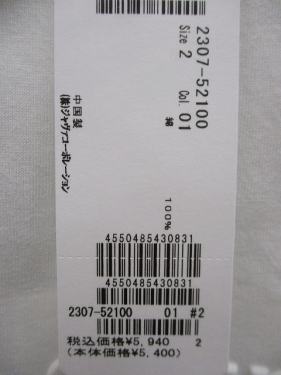 2307-52100
Size 2 Col. 01
綿 100%
中国製
(株)ジャヴァコーポレーション
4550485430831
4550485430831
2307-52100 01 #2
税込価格¥5,940 2
(本体価格¥5,400)